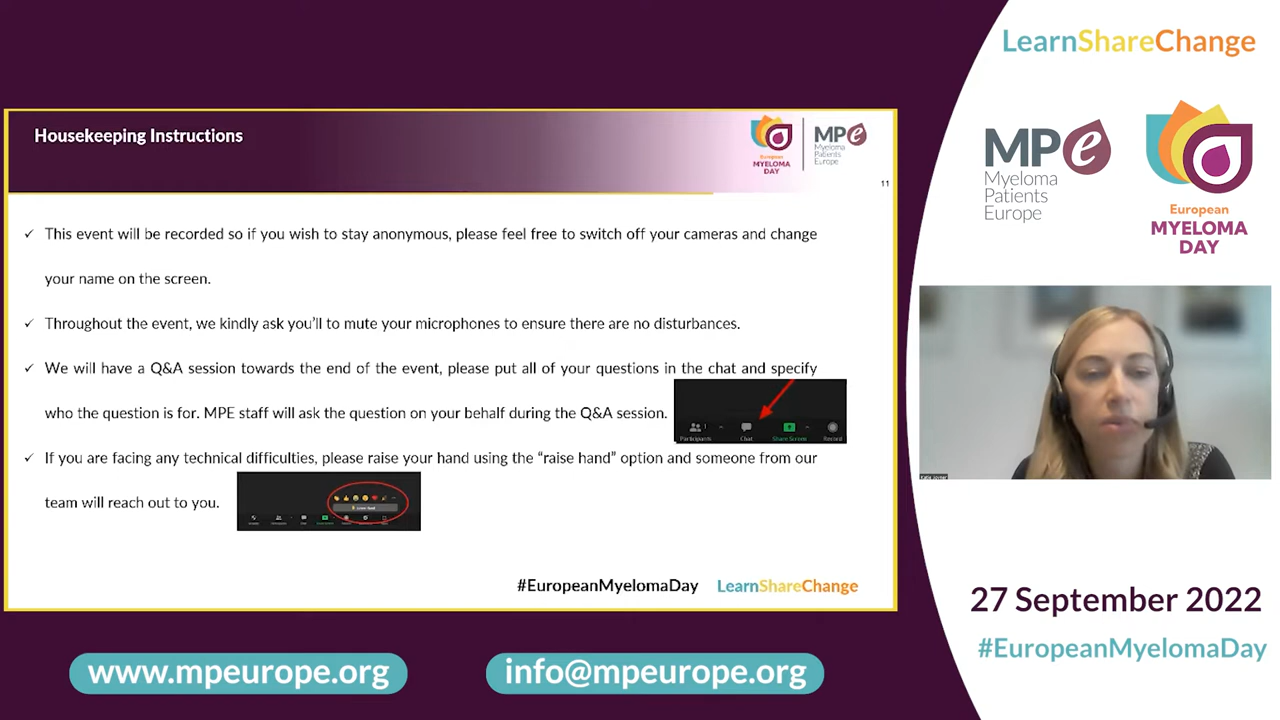 LearnShareChange
Housekeeping Instructions
European
MYELOMA
DAY
MPe
Myeloma
Patients
Europe
11
✓ This event will be recorded so if you wish to stay anonymous, please feel free to switch off your cameras and change
your name on the screen.
✓ Throughout the event, we kindly ask you'll to mute your microphones to ensure there are no disturbances.
✓ We will have a Q&A session towards the end of the event, please put all of your questions in the chat and specify
who the question is for. MPE staff will ask the question on your behalf during the Q&A session.
Participants Chat Share Screen Record
✓ If you are facing any technical difficulties, please raise your hand using the "raise hand" option and someone from our
team will reach out to you.
#EuropeanMyelomaDay LearnShareChange
MPe
Myeloma
Patients
Europe
European
MYELOMA
DAY
Katie Joyner
27 September 2022
#EuropeanMyelomaDay
www.mpeurope.org
info@mpeurope.org